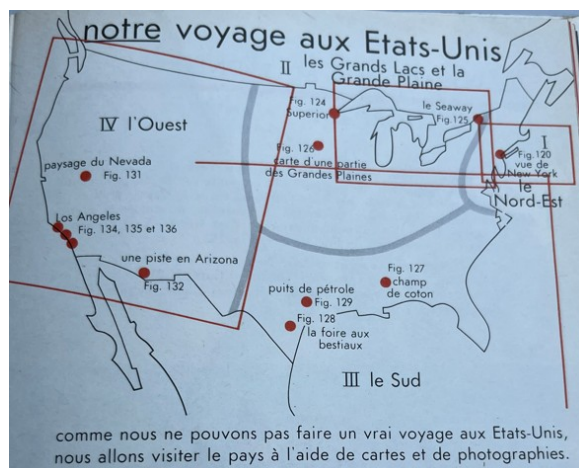 notre voyage aux Etats-Unis
II les Grands Lacs et la
Grande Plaine
Fig. 124
Superior
le Seaway
Fig. 125
IV l'Ouest
Fig. 126
carte d'une partie
des Grandes Plaines
I
Fig. 120
vue de
New York
le
Nord-Est
paysage du Nevada
Fig. 131
Los Angeles
Fig. 134, 135 et 136
une piste en Arizona
Fig. 132
Fig. 127
champ
de coton
puits de pétrole
Fig. 129
Fig. 128
la foire aux
bestiaux
III le Sud
comme nous ne pouvons pas faire un vrai voyage aux Etats-Unis,
nous allons visiter le pays à l'aide de cartes et de photographies.